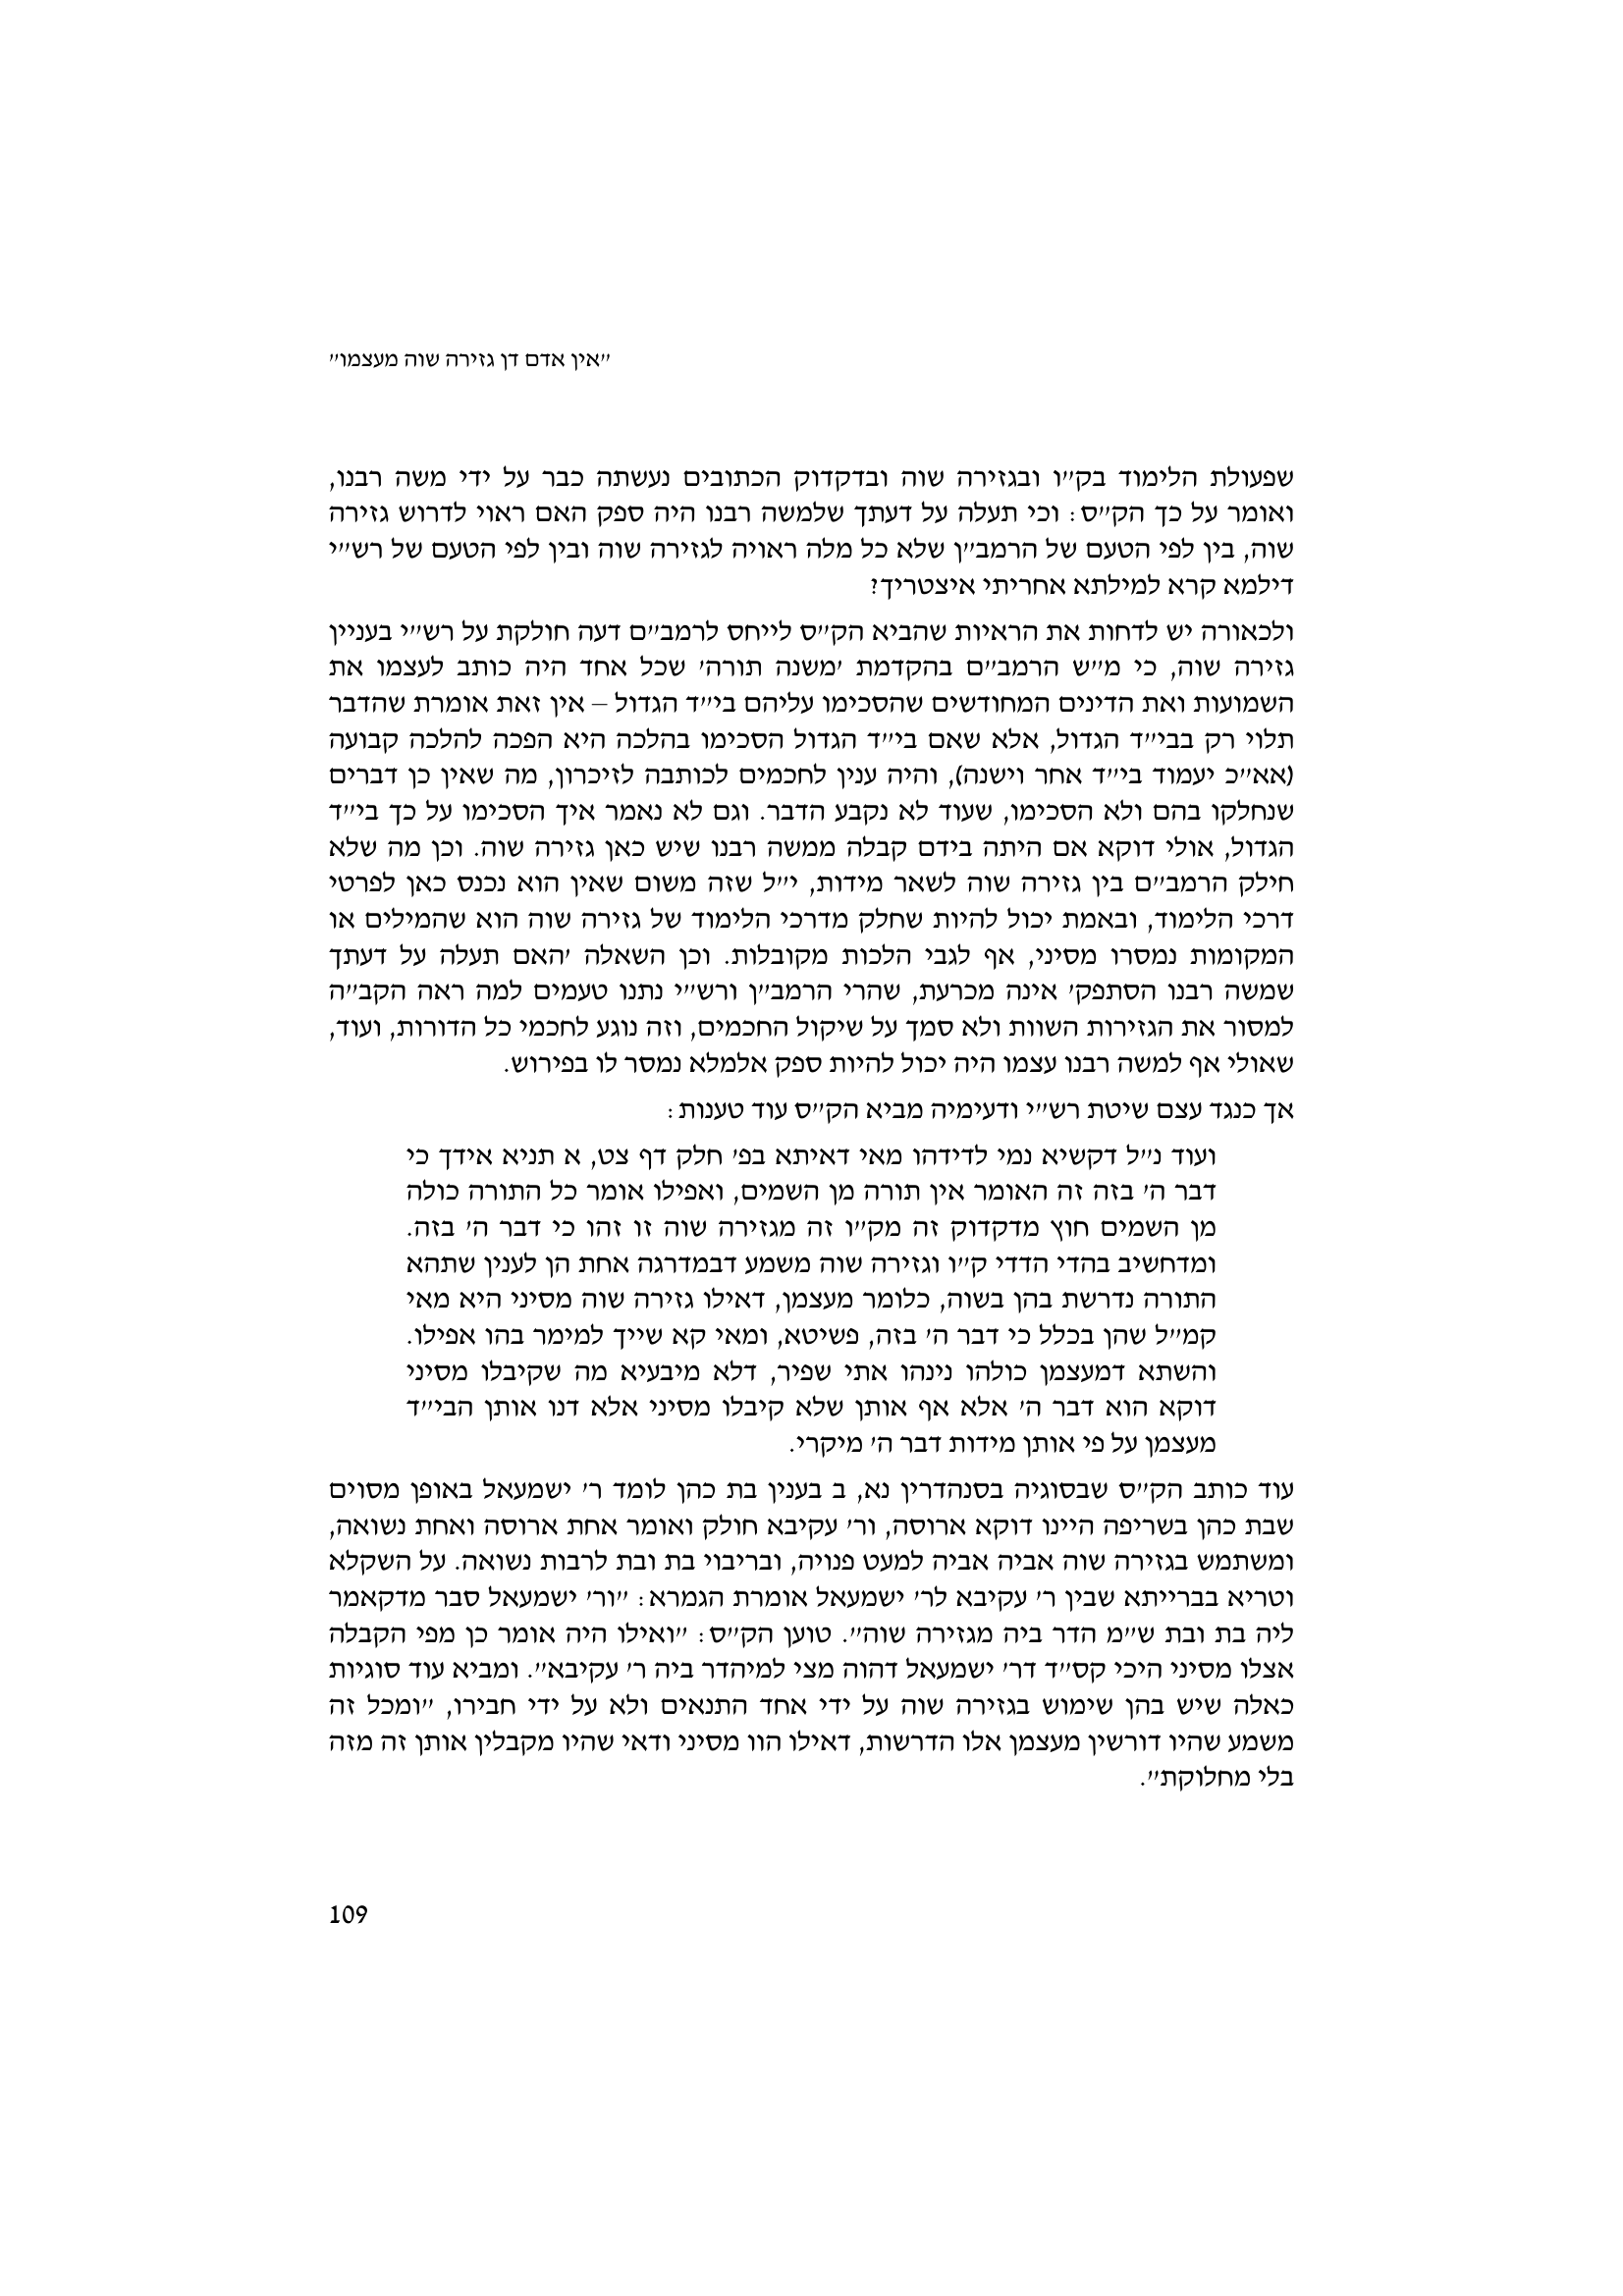 "אין אדם דן גזירה שוה מעצמו"
שפעולת הלימוד בק"ו ובגזירה שוה ובדקדוק הכתובים נעשתה כבר על ידי משה רבנו,
ואומר על כך הק"ס: וכי תעלה על דעתך שלמשה רבנו היה ספק האם ראוי לדרוש גזירה
שוה, בין לפי הטעם של הרמב"ן שלא כל מלה ראויה לגזירה שוה ובין לפי הטעם של רש"י
דילמא קרא למילתא אחריתי איצטריך?
ולכאורה יש לדחות את הראיות שהביא הק"ס לייחס לרמב"ם דעה חולקת על רש"י בעניין
גזירה שוה, כי מ"ש הרמב"ם בהקדמת 'משנה תורה' שכל אחד היה כותב לעצמו את
השמועות ואת הדינים המחודשים שהסכימו עליהם בי"ד הגדול – אין זאת אומרת שהדבר
תלוי רק בבי"ד הגדול, אלא שאם בי"ד הגדול הסכימו בהלכה היא הפכה להלכה קבועה
(אא"כ יעמוד בי"ד אחר וישנה), והיה ענין לחכמים לכותבה לזיכרון, מה שאין כן דברים
שנחלקו בהם ולא הסכימו, שעוד לא נקבע הדבר. וגם לא נאמר איך הסכימו על כך בי"ד
הגדול, אולי דוקא אם היתה בידם קבלה ממשה רבנו שיש כאן גזירה שוה. וכן מה שלא
חילק הרמב"ם בין גזירה שוה לשאר מידות, י"ל שזה משום שאין הוא נכנס כאן לפרטי
דרכי הלימוד, ובאמת יכול להיות שחלק מדרכי הלימוד של גזירה שוה הוא שהמילים או
המקומות נמסרו מסיני, אף לגבי הלכות מקובלות. וכן השאלה 'האם תעלה על דעתך
שמשה רבנו הסתפק' אינה מכרעת, שהרי הרמב"ן ורש"י נתנו טעמים למה ראה הקב"ה
למסור את הגזירות השוות ולא סמך על שיקול החכמים, וזה נוגע לחכמי כל הדורות, ועוד,
שאולי אף למשה רבנו עצמו היה יכול להיות ספק אלמלא נמסר לו בפירוש.
אך כנגד עצם שיטת רש"י ודעימיה מביא הק"ס עוד טענות:
ועוד נ"ל דקשיא נמי לדידהו מאי דאיתא בפ' חלק דף צט, א תניא אידך כי
דבר ה' בזה זה האומר אין תורה מן השמים, ואפילו אומר כל התורה כולה
מן השמים חוץ מדקדוק זה מק"ו זה מגזירה שוה זו זהו כי דבר ה' בזה.
ומדחשיב בהדי הדדי ק"ו וגזירה שוה משמע דבמדרגה אחת הן לענין שתהא
התורה נדרשת בהן בשוה, כלומר מעצמן, דאילו גזירה שוה מסיני היא מאי
קמ"ל שהן בכלל כי דבר ה' בזה, פשיטא, ומאי קא שייך למימר בהו אפילו.
והשתא דמעצמן כולהו נינהו אתי שפיר, דלא מיבעיא מה שקיבלו מסיני
דוקא הוא דבר ה' אלא אף אותן שלא קיבלו מסיני אלא דנו אותן הבי"ד
מעצמן על פי אותן מידות דבר ה' מיקרי.
עוד כותב הק"ס שבסוגיה בסנהדרין נא, ב בענין בת כהן לומד ר' ישמעאל באופן מסוים
שבת כהן בשריפה היינו דוקא ארוסה, ור' עקיבא חולק ואומר אחת ארוסה ואחת נשואה,
ומשתמש בגזירה שוה אביה אביה למעט פנויה, ובריבוי בת ובת לרבות נשואה. על השקלא
וטריא בברייתא שבין ר' עקיבא לר' ישמעאל אומרת הגמרא: "ור' ישמעאל סבר מדקאמר
ליה בת ובת ש"מ הדר ביה מגזירה שוה". טוען הק"ס: "ואילו היה אומר כן מפי הקבלה
אצלו מסיני היכי קס"ד דר' ישמעאל דהוה מצי למיהדר ביה ר' עקיבא". ומביא עוד סוגיות
כאלה שיש בהן שימוש בגזירה שוה על ידי אחד התנאים ולא על ידי חבירו, "ומכל זה
משמע שהיו דורשין מעצמן אלו הדרשות, דאילו הוו מסיני ודאי שהיו מקבלין אותן זה מזה
בלי מחלוקת".
109